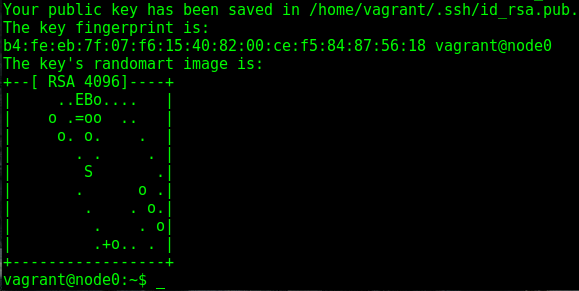 Your public key has been saved in /home/vagrant/.ssh/id_rsa.pub.
The key fingerprint is:
b4:fe:eb:7f:07:f6:15:40:82:00:ce:f5:84:87:56:18 vagrant@node0
The key's randomart image is:
+--[ RSA 4096]----+
|     ..EBo....   |
|    o .=oo  ..   |
|     o. o.    .  |
|       . .     . |
|        S       .|
|       .      o .|
|        .    . o.|
|         .    . o|
|         .+o.. . |
+-----------------+
vagrant@node0:~$ _